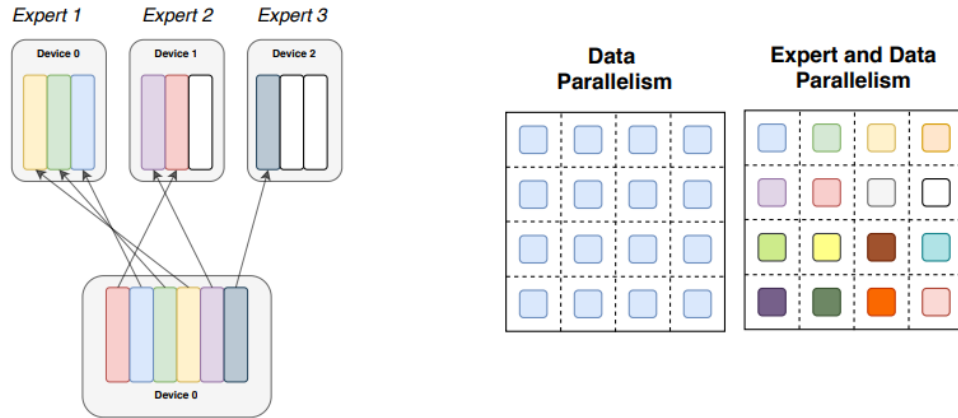 Expert 1
Expert 2
Expert 3
Device 0
Device 1
Device 2
Device 0
Data
Parallelism
Expert and Data
Parallelism